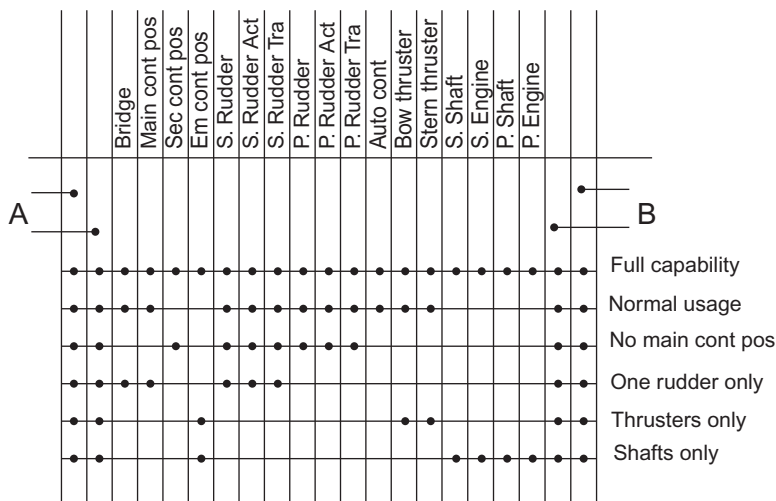 Bridge
Main cont pos
Sec cont pos
Em cont pos
S. Rudder
S. Rudder Act
S. Rudder Tra
P. Rudder
P. Rudder Act
P. Rudder Tra
Auto cont
Bow thruster
Stern thruster
S. Shaft
S. Engine
P. Shaft
P. Engine
A
B
Full capability
Normal usage
No main cont pos
One rudder only
Thrusters only
Shafts only